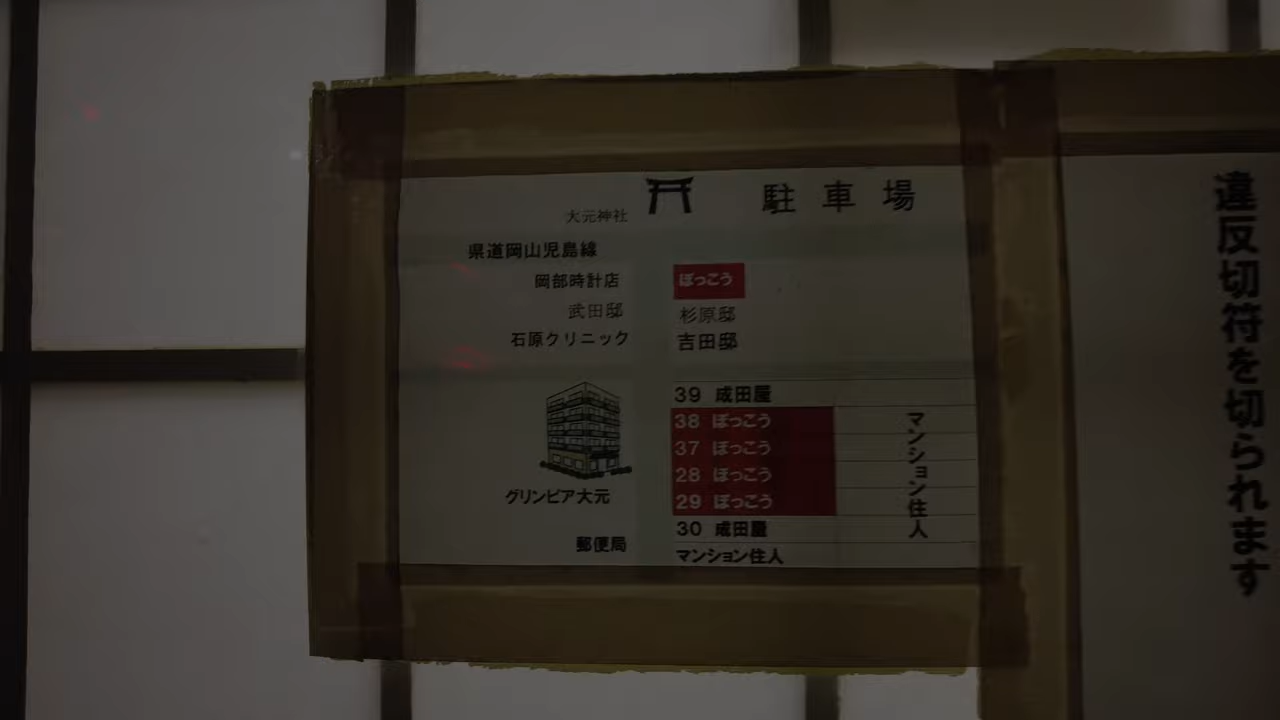 駐車場
大元神社
県道岡山児島線
岡部時計店
ぼっこう
武田邸
杉原邸
石原クリニック
吉田邸
39 成田屋
38 ぼっこう
37 ぼっこう
28 ぼっこう
29 ぼっこう
30 成田屋
マンション住人
マンション住人
グリンピア大元
郵便局
違反切符を切られます